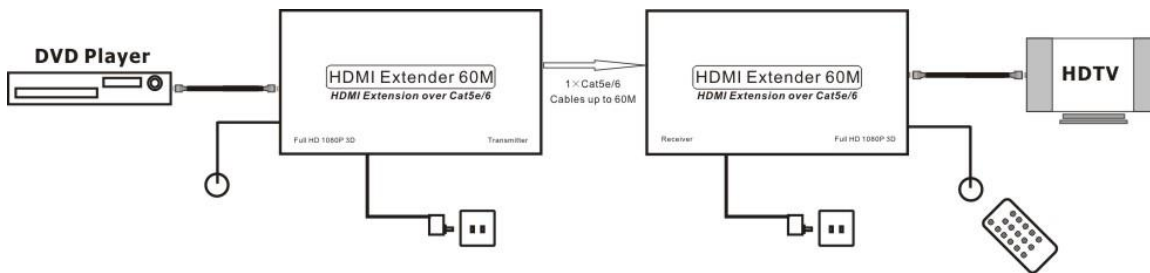 DVD Player
HDMI Extender 60M
HDMI Extension over Cat5e/6
Full HD 1080P 3D
Transmitter
1×Cat5e/6
Cables up to 60M
HDMI Extender 60M
HDMI Extension over Cat5e/6
Receiver
Full HD 1080P 3D
HDTV